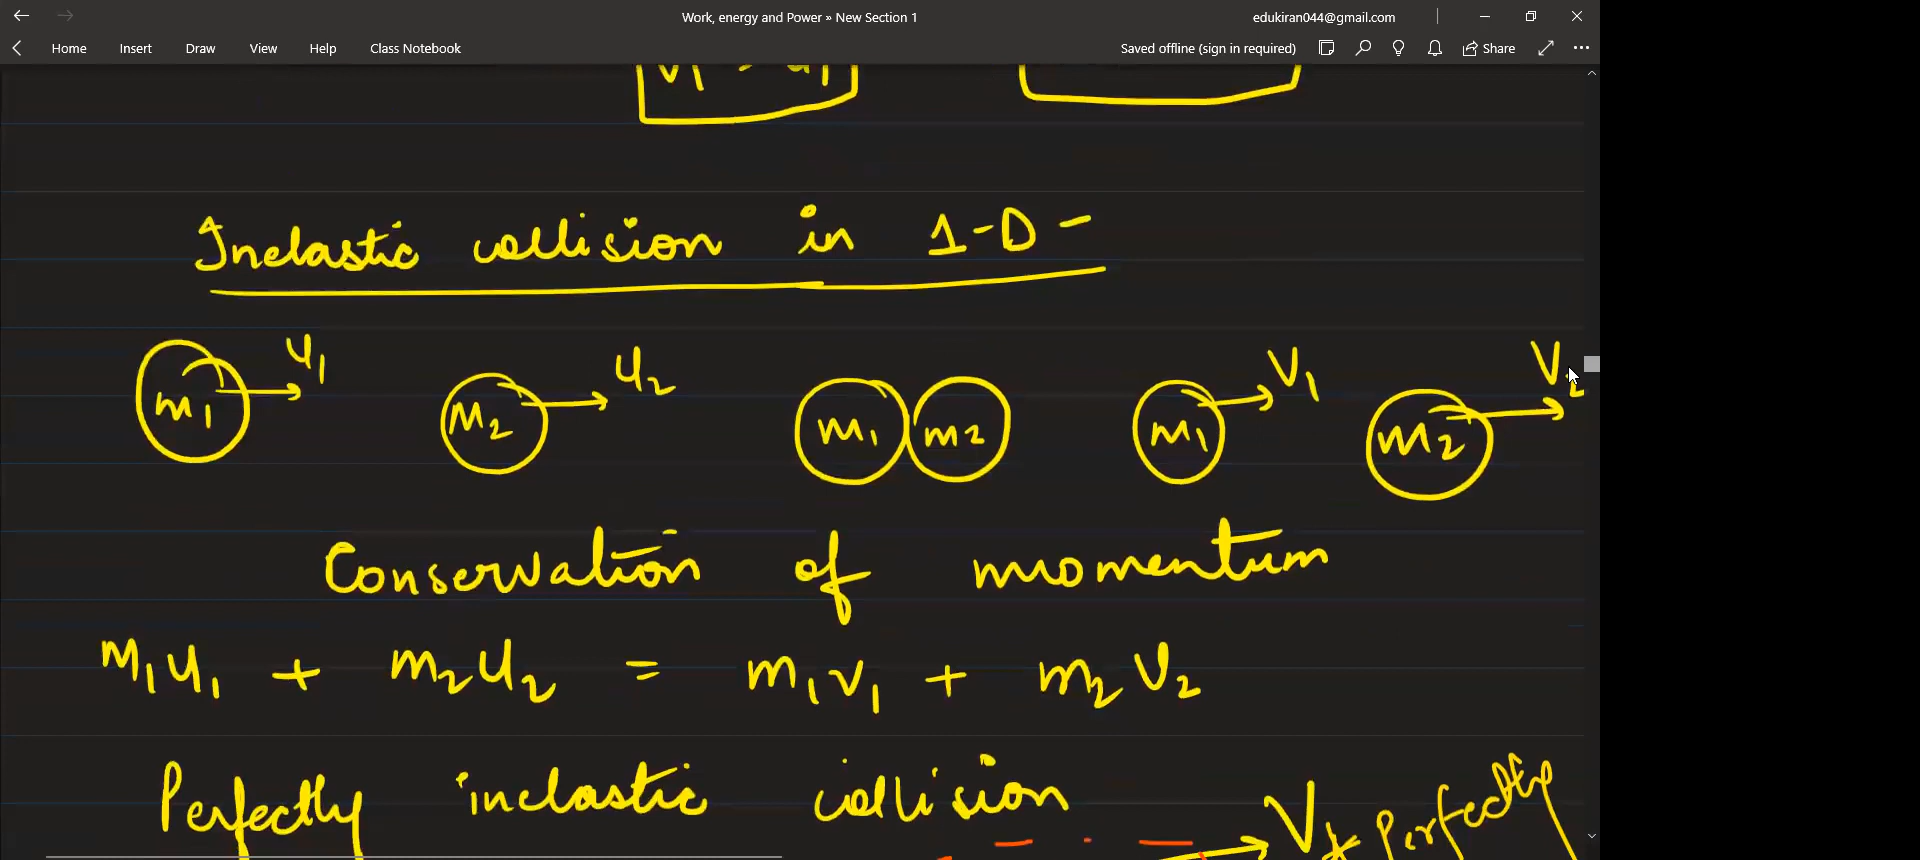 Work, energy and Power » New Section 1
edukiran044@gmail.com
Home Insert Draw View Help Class Notebook
Saved offline (sign in required) Share
Inelastic collision in 1-D -
m₁ u₁ m₂ u₂ m₁ m₂ m₁ V₁ m₂ V₂
Conservation of momentum
m₁u₁ + m₂u₂ = m₁v₁ + m₂v₂
Perfectly inelastic collision
V
* Perfectly